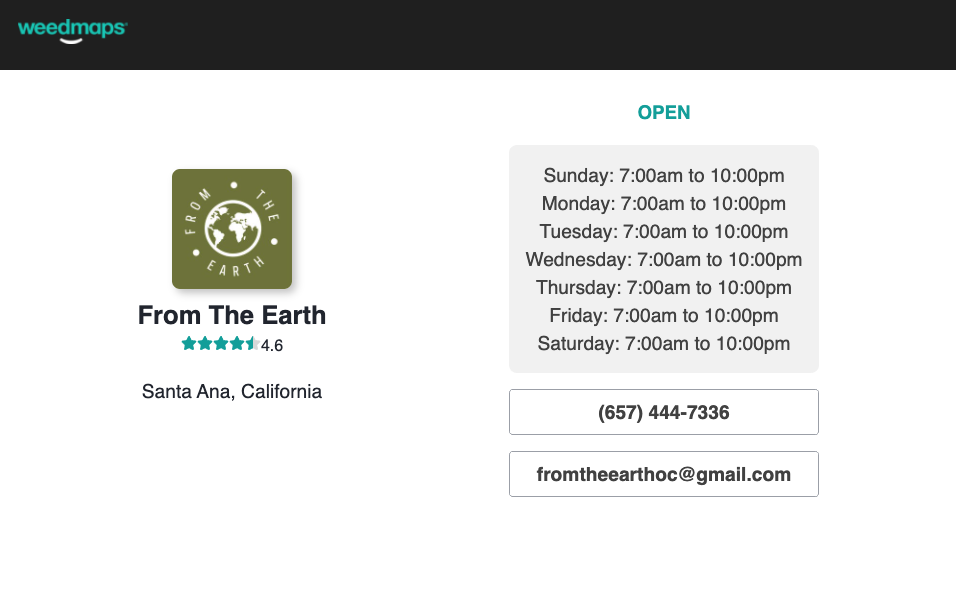 weedmaps
FROM THE EARTH
From The Earth
4.6
Santa Ana, California
OPEN
Sunday: 7:00am to 10:00pm
Monday: 7:00am to 10:00pm
Tuesday: 7:00am to 10:00pm
Wednesday: 7:00am to 10:00pm
Thursday: 7:00am to 10:00pm
Friday: 7:00am to 10:00pm
Saturday: 7:00am to 10:00pm
(657) 444-7336
fromtheearthoc@gmail.com